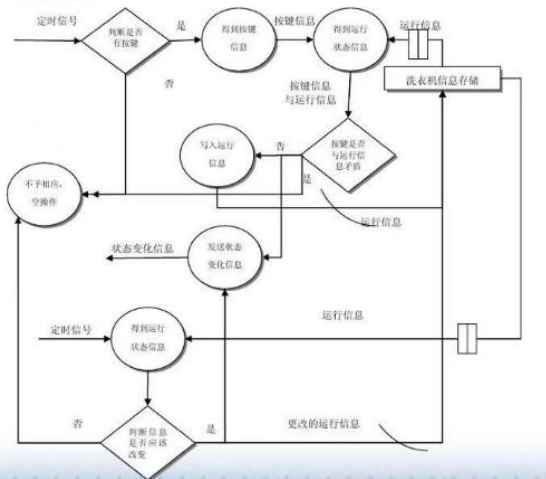 定时信号
判断是否
有按键
是
得到按键
信息
按键信息
得到运行
状态信息
运行信息
洗衣机信息存储
否
按键信息
与运行信息
写入运行
信息
否
按键是否
与运行信
息矛盾
是
不予相应，
空操作
运行信息
状态变化信息
发送状态
变化信息
定时信号
得到运行
状态信息
运行信息
否
判断信息
是否应该
改变
是
更改的运行信息